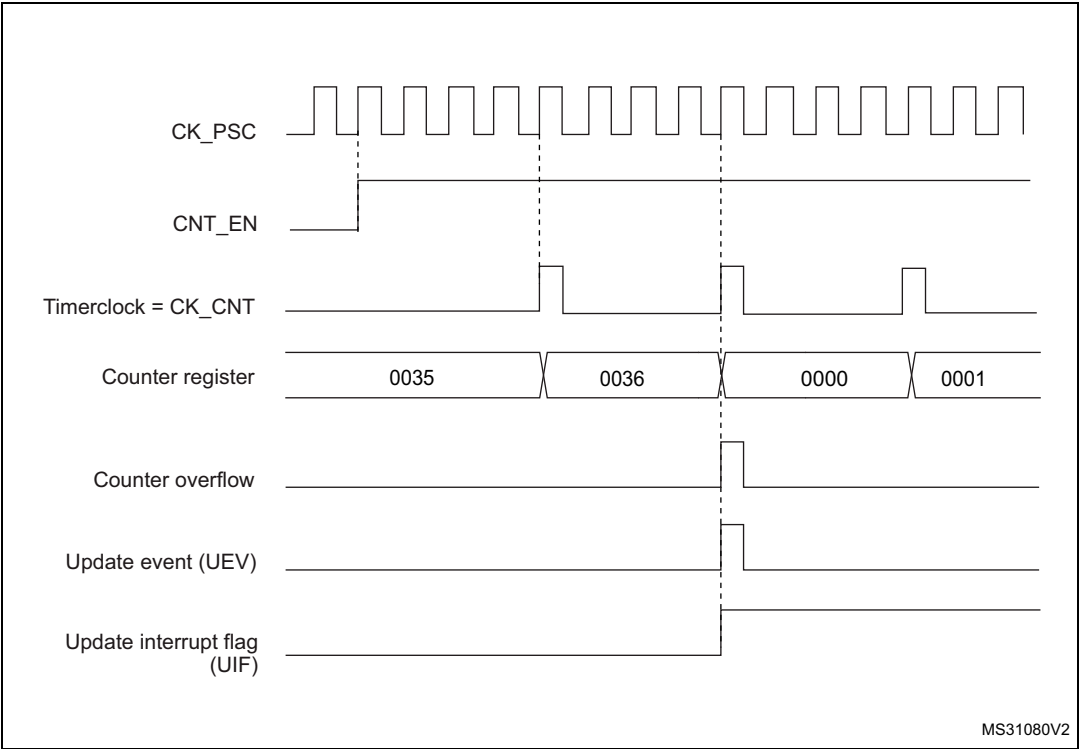 CK_PSC
CNT_EN
Timerclock = CK_CNT
Counter register
0035
0036
0000
0001
Counter overflow
Update event (UEV)
Update interrupt flag
(UIF)
MS31080V2